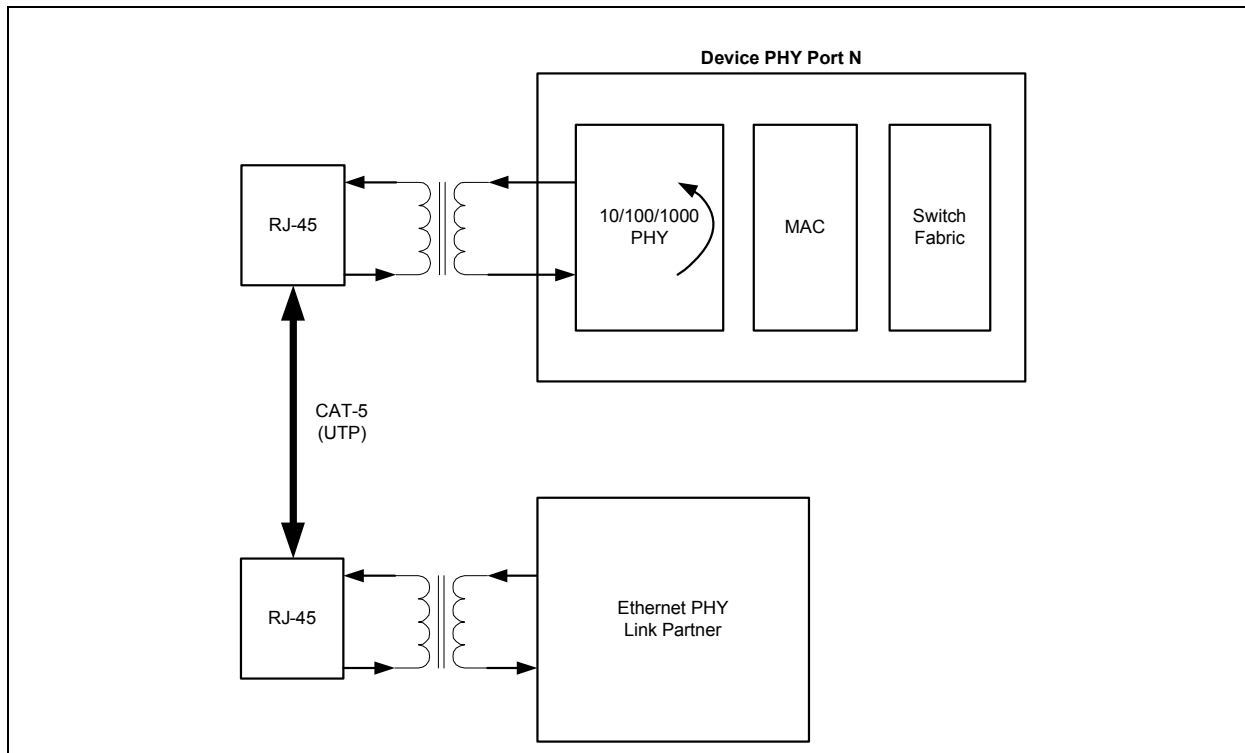 Device PHY Port N
RJ-45
10/100/1000
PHY
MAC
Switch
Fabric
CAT-5
(UTP)
RJ-45
Ethernet PHY
Link Partner